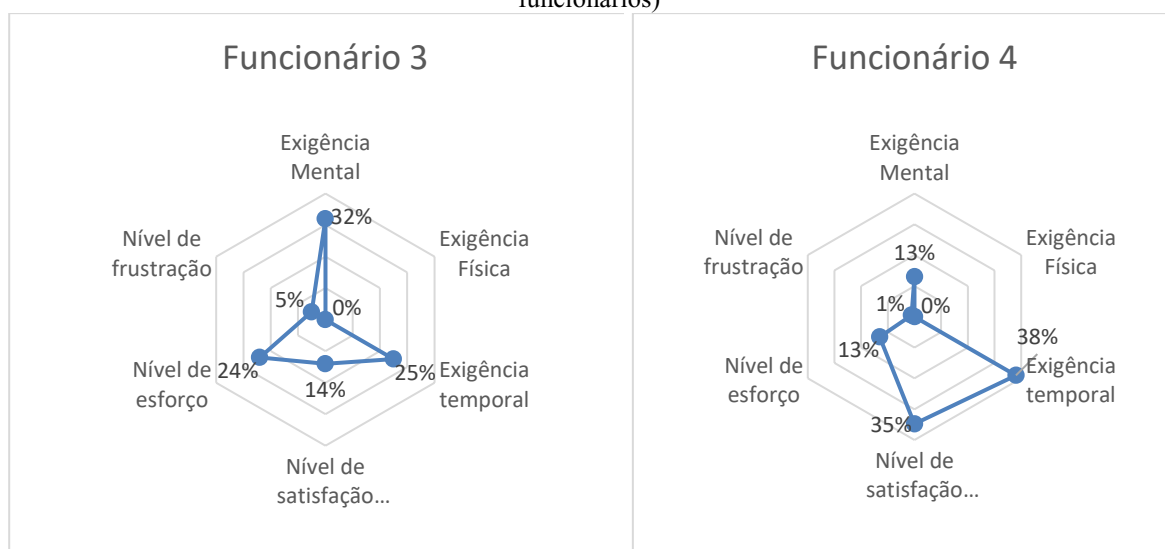 funcionários)
Funcionário 3
Exigência
Mental
32%
Nível de
frustração
Exigência
Física
5%
0%
24%
25%
Nível de
esforço
14%
Exigência
temporal
Nível de
satisfação...
Funcionário 4
Exigência
Mental
13%
Nível de
frustração
Exigência
Física
1%
0%
38%
13%
Nível de
esforço
Exigência
temporal
35%
Nível de
satisfação...